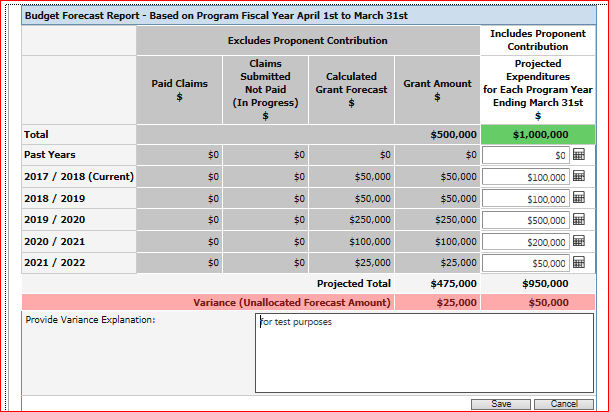 Budget Forecast Report - Based on Program Fiscal Year April 1st to March 31st
Excludes Proponent Contribution
Includes Proponent
Contribution
Paid Claims
$
Claims
Submitted
Not Paid
(In Progress)
$
Calculated
Grant Forecast
$
Grant Amount
$
Projected
Expenditures
for Each Program Year
Ending March 31st
$
Total $500,000 $1,000,000
Past Years $0 $0 $0 $0 $0
2017 / 2018 (Current) $0 $0 $50,000 $50,000 $100,000
2018 / 2019 $0 $0 $50,000 $50,000 $100,000
2019 / 2020 $0 $0 $250,000 $250,000 $500,000
2020 / 2021 $0 $0 $100,000 $100,000 $200,000
2021 / 2022 $0 $0 $25,000 $25,000 $50,000
Projected Total $475,000 $950,000
Variance (Unallocated Forecast Amount) $25,000 $50,000
Provide Variance Explanation: for test purposes
Save Cancel